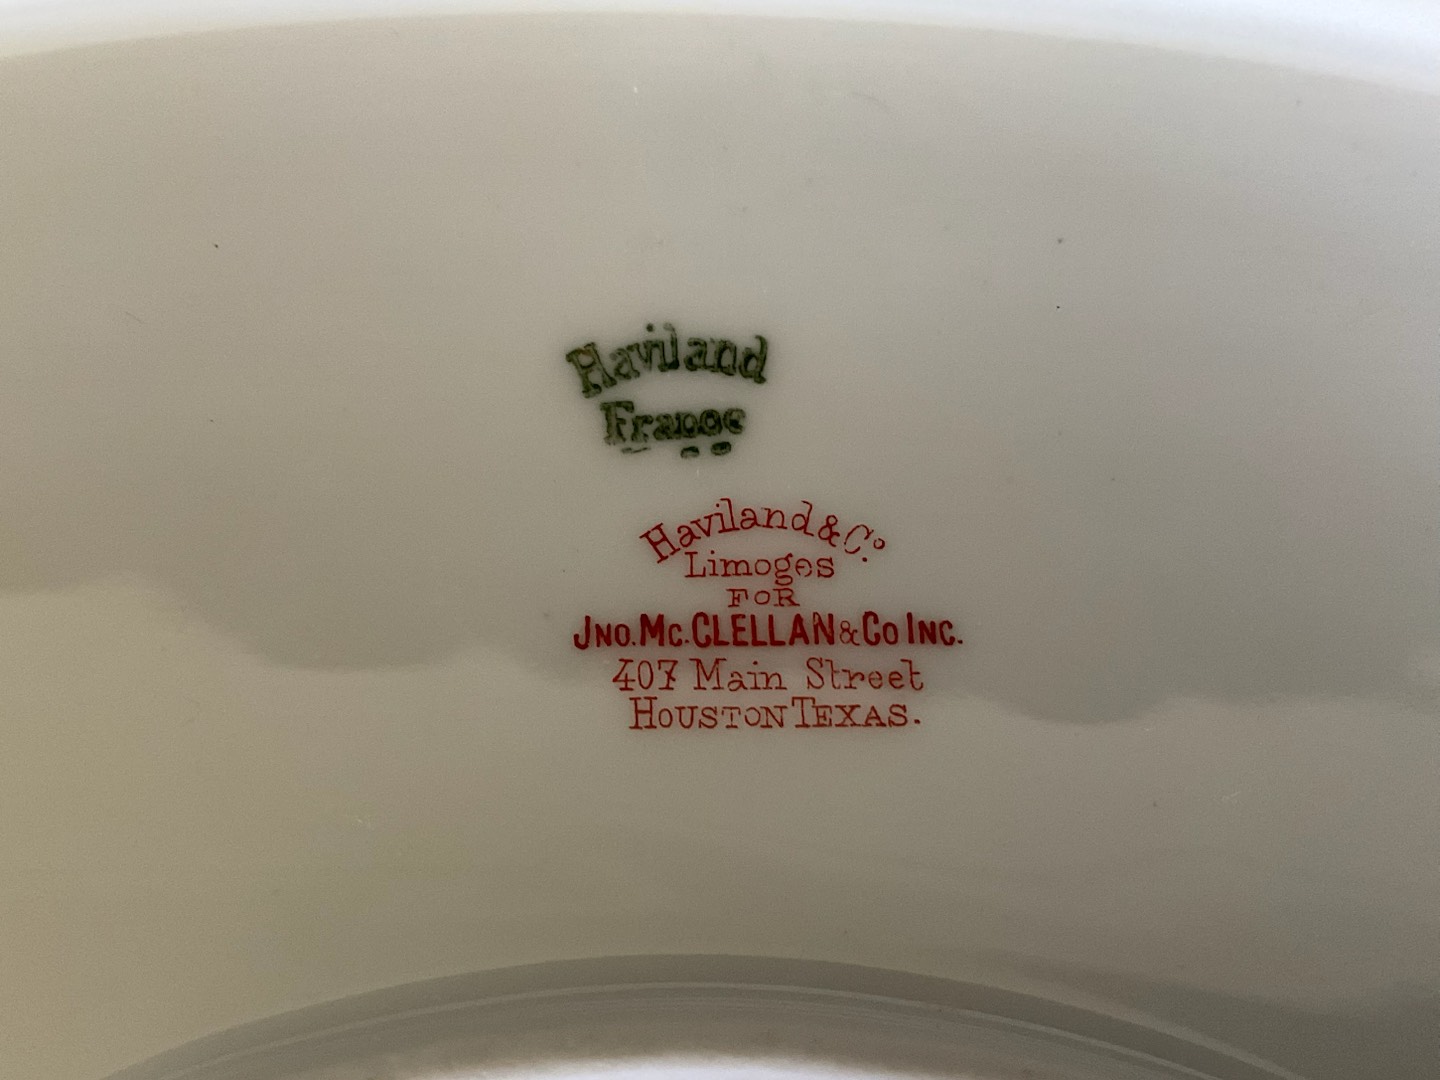 Haviland
France
Haviland & Co.
Limoges
FOR
JNO. MC. CLELLAN & CO INC.
407 Main Street
HOUSTON TEXAS.